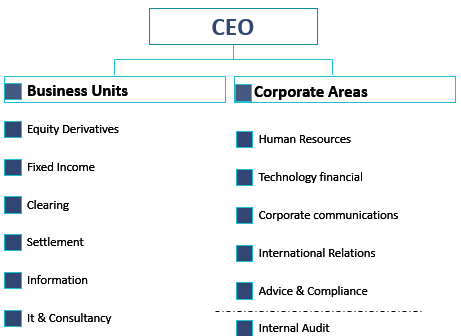 CEO
Business Units
Equity Derivatives
Fixed Income
Clearing
Settlement
Information
It & Consultancy
Corporate Areas
Human Resources
Technology financial
Corporate communications
International Relations
Advice & Compliance
Internal Audit